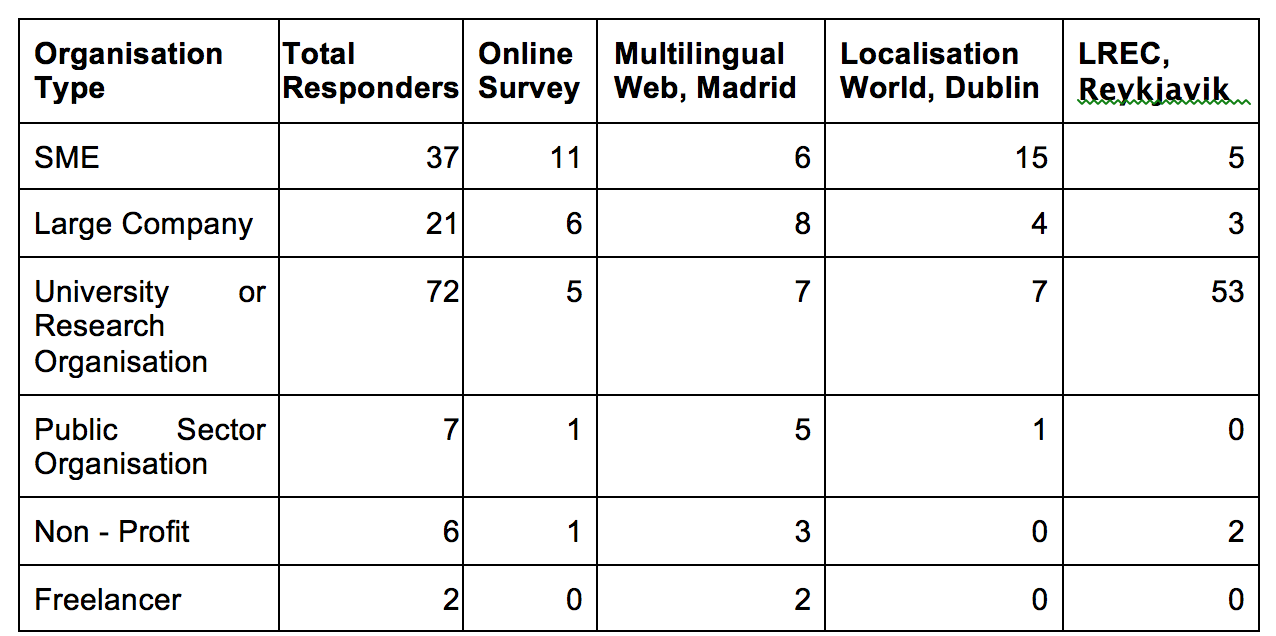 Organisation Type Total Responders Online Survey Multilingual Web, Madrid Localisation World, Dublin LREC, Reykjavik
SME 37 11 6 15 5
Large Company 21 6 8 4 3
University or Research Organisation 72 5 7 7 53
Public Sector Organisation 7 1 5 1 0
Non - Profit 6 1 3 0 2
Freelancer 2 0 2 0 0